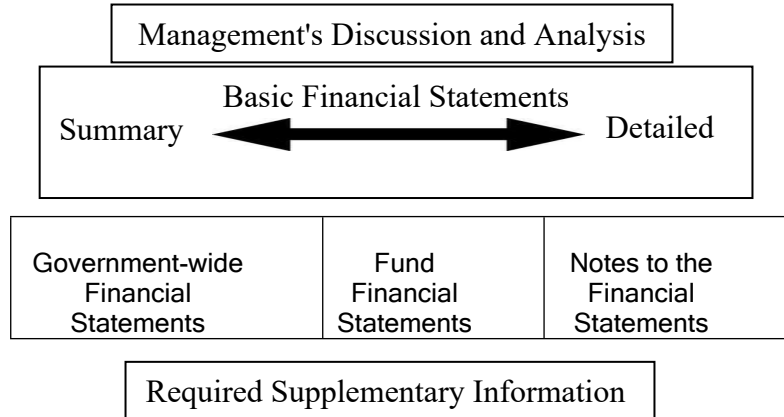 Management's Discussion and Analysis
Basic Financial Statements
Summary Detailed
Government-wide
Financial
Statements
Fund
Financial
Statements
Notes to the
Financial
Statements
Required Supplementary Information